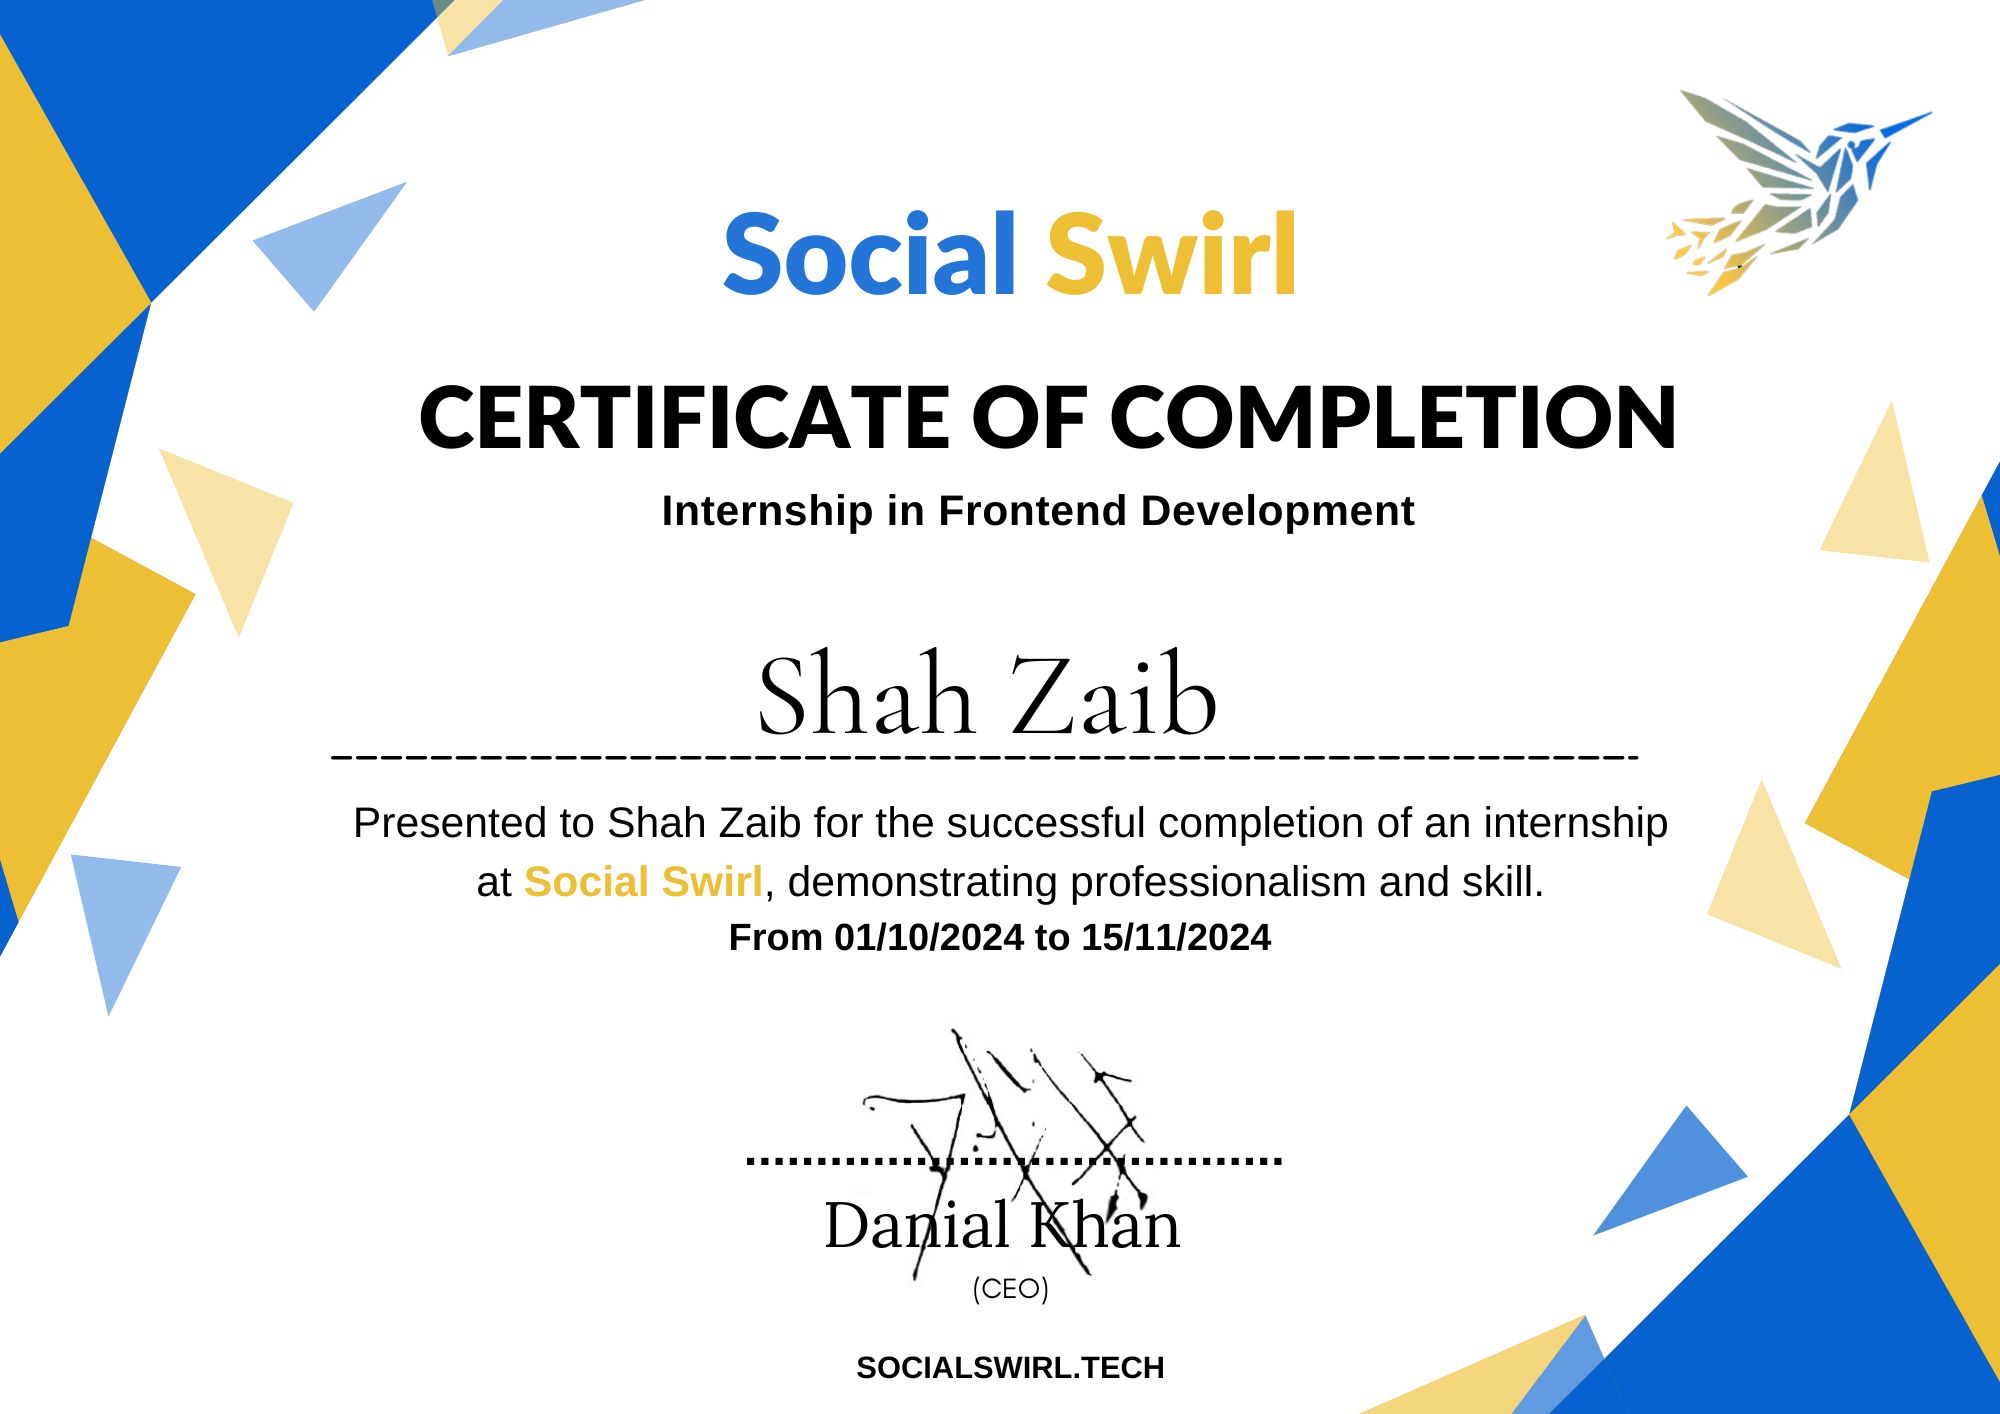 Social Swirl
CERTIFICATE OF COMPLETION
Internship in Frontend Development
Shah Zaib
Presented to Shah Zaib for the successful completion of an internship
at Social Swirl, demonstrating professionalism and skill.
From 01/10/2024 to 15/11/2024
Danial Khan
(CEO)
SOCIALSWIRL.TECH